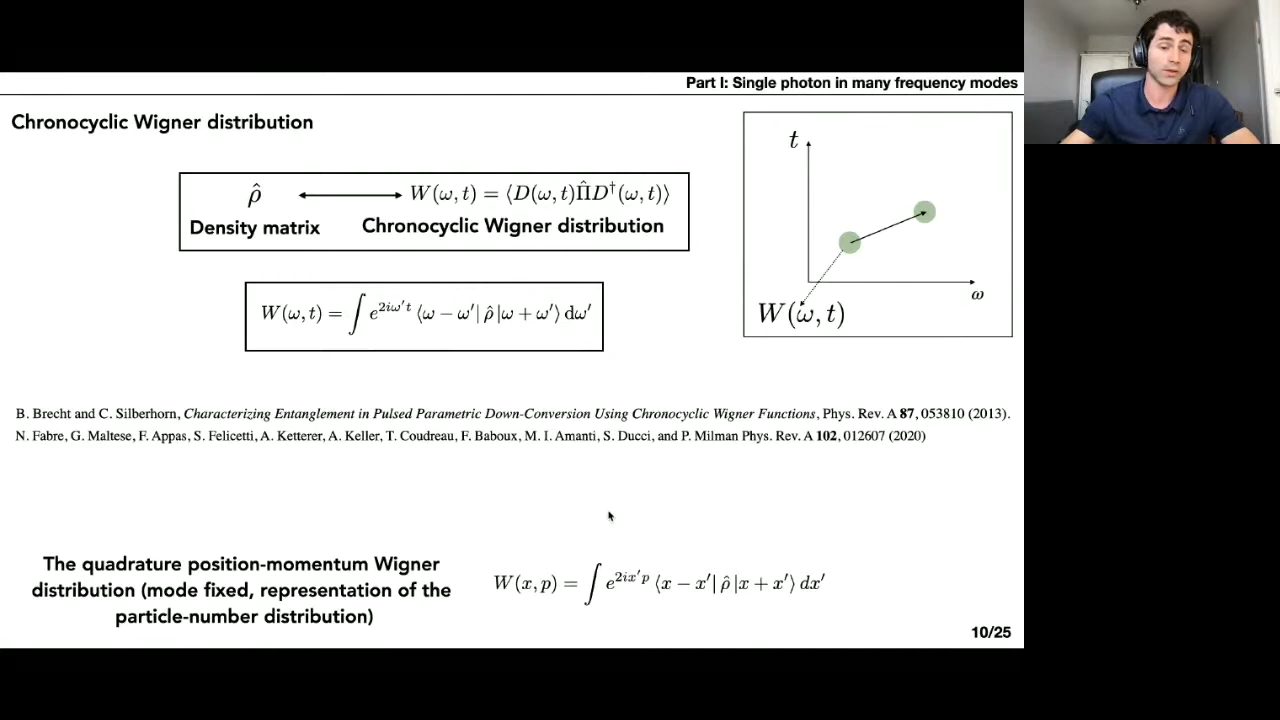 Part I: Single photon in many frequency modes
Chronocyclic Wigner distribution
ρ̂ ⟷ W(ω, t) = ⟨D(ω, t)Π̂D†(ω, t)⟩
Density matrix Chronocyclic Wigner distribution
t
ω
W(ω, t)
W(ω, t) = ∫ e^{2iω′t} ⟨ω − ω′| ρ̂ |ω + ω′⟩ dω′
B. Brecht and C. Silberhorn, Characterizing Entanglement in Pulsed Parametric Down-Conversion Using Chronocyclic Wigner Functions, Phys. Rev. A 87, 053810 (2013).
N. Fabre, G. Maltese, F. Appas, S. Felicetti, A. Ketterer, A. Keller, T. Coudreau, F. Baboux, M. I. Amanti, S. Ducci, and P. Milman Phys. Rev. A 102, 012607 (2020)
The quadrature position-momentum Wigner
distribution (mode fixed, representation of the
particle-number distribution)
W(x, p) = ∫ e^{2ix′p} ⟨x − x′| ρ̂ |x + x′⟩ dx′
10/25